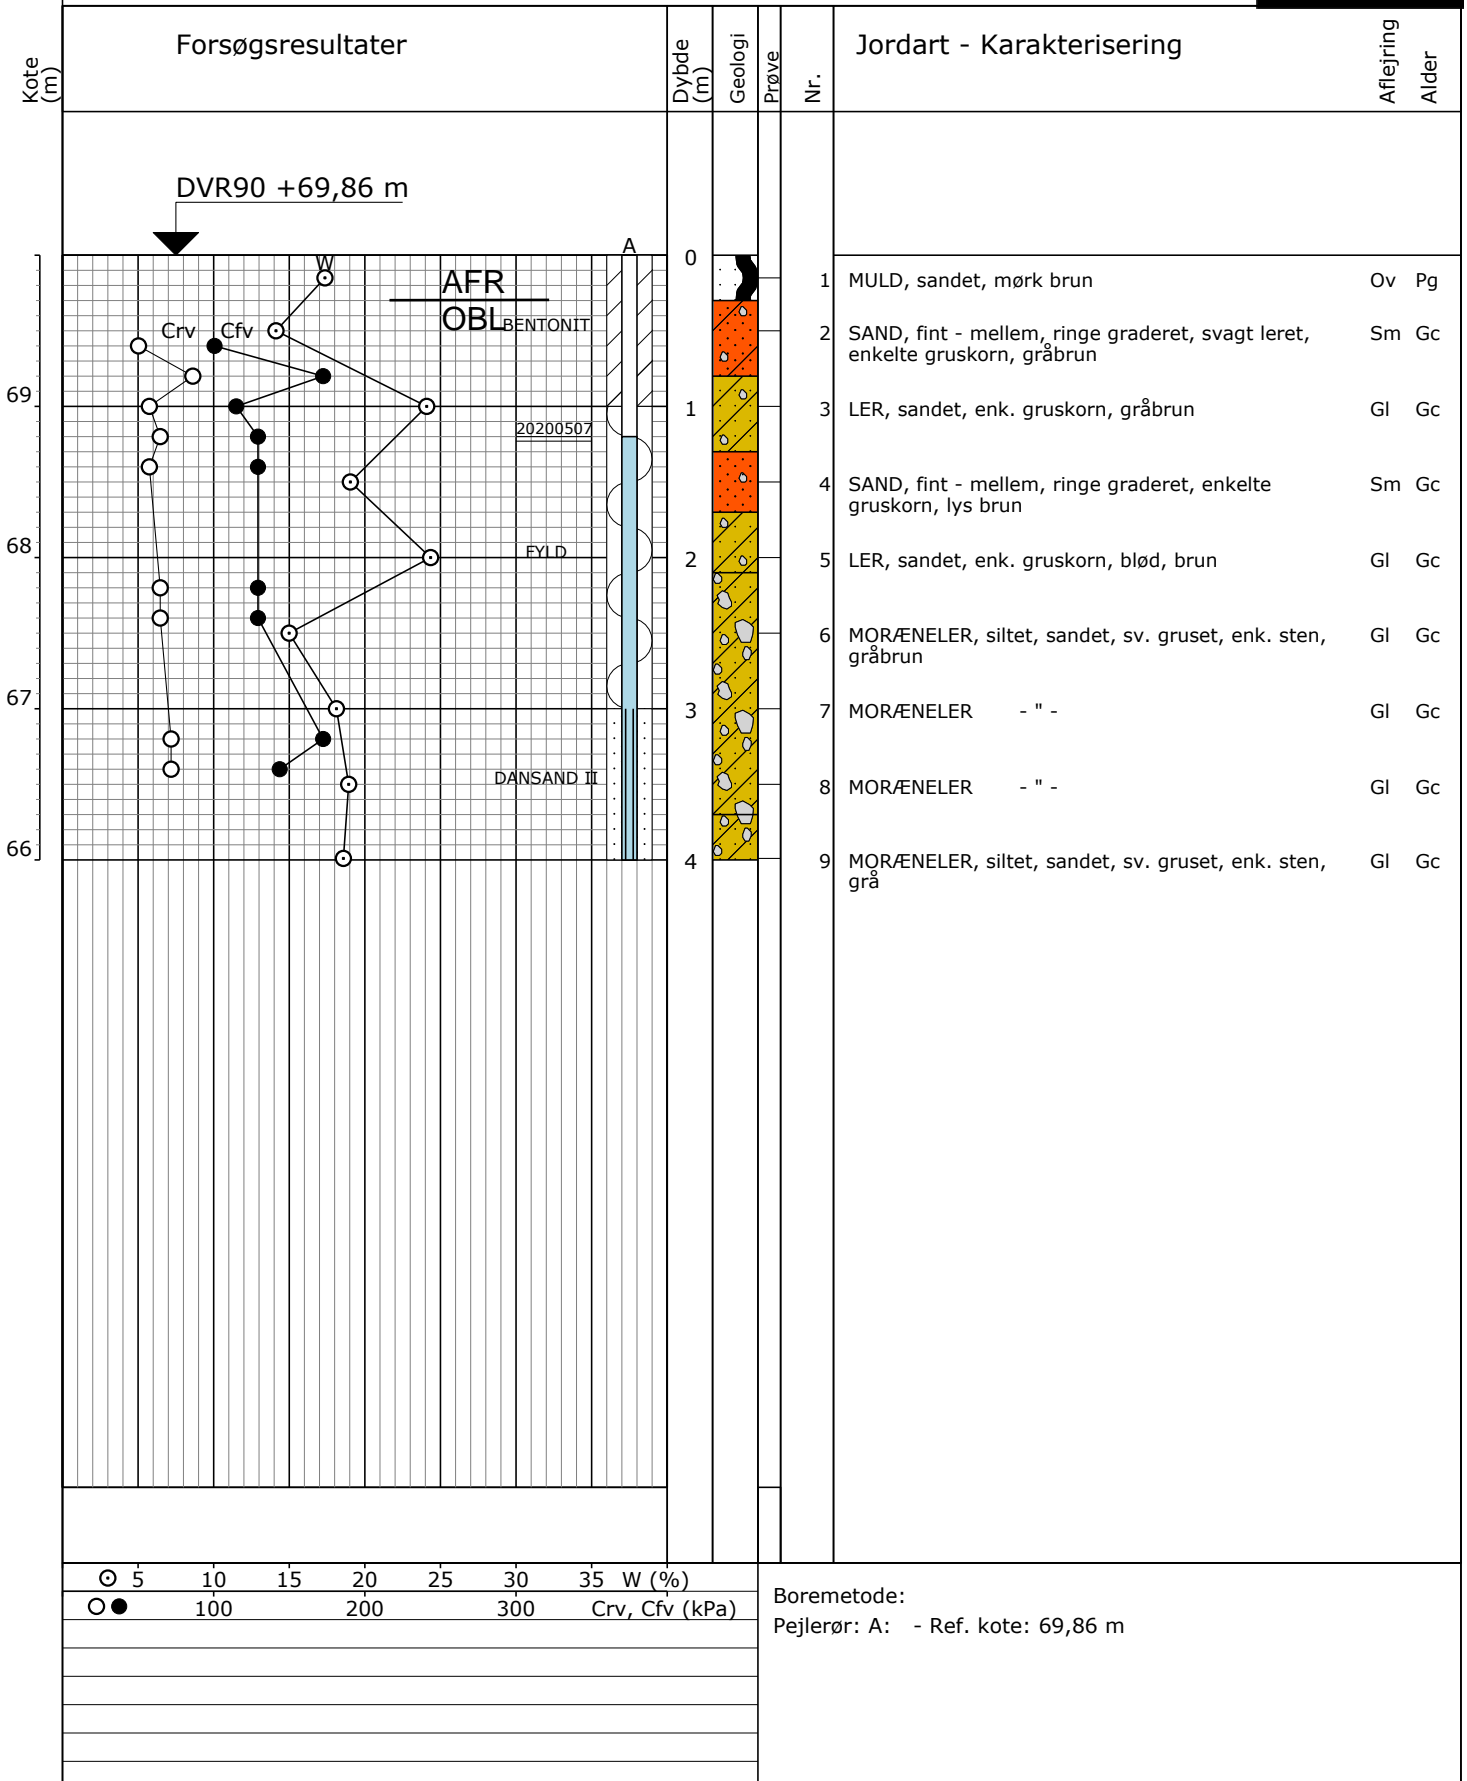 Kote (m)
Forsøgsresultater
Dybde (m)
Geologi
Prøve
Nr.
Jordart - Karakterisering
Aflejring
Alder
DVR90 +69,86 m
A
W
0
AFR
OBL
BENTONIT
Crv Cfv
1 MULD, sandet, mørk brun Ov Pg
2 SAND, fint - mellem, ringe graderet, svagt leret, Sm Gc
enkelte gruskorn, gråbrun
69
1
3 LER, sandet, enk. gruskorn, gråbrun Gl Gc
20200507
4 SAND, fint - mellem, ringe graderet, enkelte Sm Gc
gruskorn, lys brun
68
FYLD
2
5 LER, sandet, enk. gruskorn, blød, brun Gl Gc
6 MORÆNELER, siltet, sandet, sv. gruset, enk. sten, Gl Gc
gråbrun
67
3
7 MORÆNELER - " - Gl Gc
DANSAND II
8 MORÆNELER - " - Gl Gc
66
4
9 MORÆNELER, siltet, sandet, sv. gruset, enk. sten, Gl Gc
grå
5 10 15 20 25 30 35 W (%)
100 200 300 Crv, Cfv (kPa)
Boremetode:
Pejlerør: A: - Ref. kote: 69,86 m